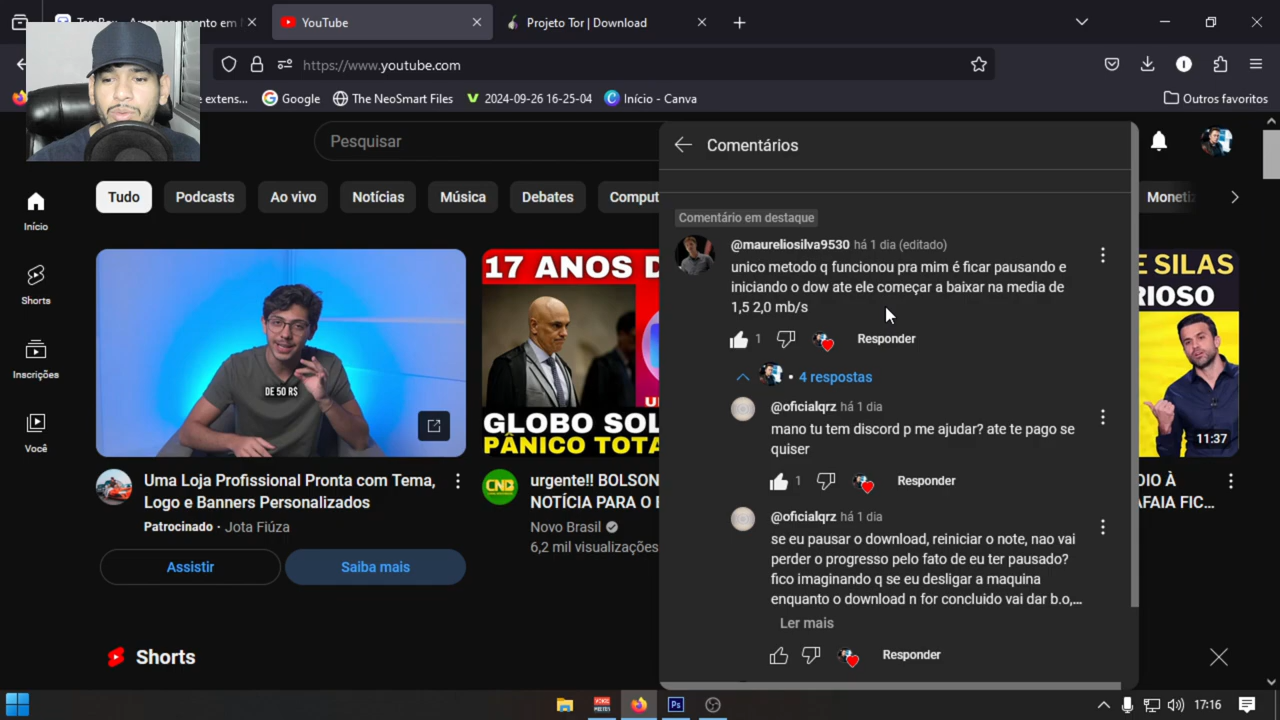 YouTube
Projeto Tor | Download
https://www.youtube.com
Google
The NeoSmart Files
2024-09-26 16-25-04
Início - Canva
Outros favoritos
Pesquisar
Comentários
Tudo
Podcasts
Ao vivo
Notícias
Música
Debates
Comput
Moneti
Início
Shorts
Inscrições
Você
Comentário em destaque
@maureliosilva9530 há 1 dia (editado)
unico metodo q funcionou pra mim é ficar pausando e
iniciando o dow ate ele começar a baixar na media de
1,5 2,0 mb/s
1
Responder
4 respostas
@oficialqrz há 1 dia
mano tu tem discord p me ajudar? ate te pago se
quiser
1
Responder
@oficialqrz há 1 dia
se eu pausar o download, reiniciar o note, nao vai
perder o progresso pelo fato de eu ter pausado?
fico imaginando q se eu desligar a maquina
enquanto o download n for concluido vai dar b.o,...
Ler mais
Responder
DE 50 R$
17 ANOS D
GLOBO SOL
PÂNICO TOTA
E SILAS
RIOSO
11:37
Uma Loja Profissional Pronta com Tema,
Logo e Banners Personalizados
Patrocinado · Jota Fiúza
Assistir
Saiba mais
CNB
urgente!! BOLSON
NOTÍCIA PARA O
Novo Brasil
6,2 mil visualizações
DIO À
AFAIA FIC...
Shorts
Ps
17:16